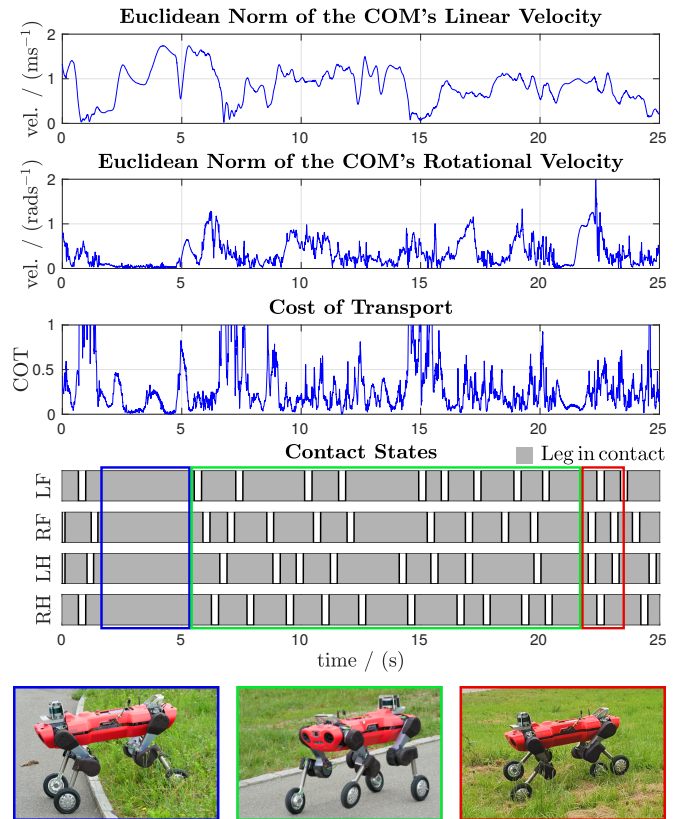 Euclidean Norm of the COM's Linear Velocity
vel. / (ms⁻¹)
2
1
0
0 5 10 15 20 25
Euclidean Norm of the COM's Rotational Velocity
vel. / (rads⁻¹)
2
1
0
0 5 10 15 20 25
Cost of Transport
COT
1
0.5
0
0 5 10 15 20 25
Contact States
Leg in contact
LF
RF
LH
RH
0 5 10 15 20 25
time / (s)